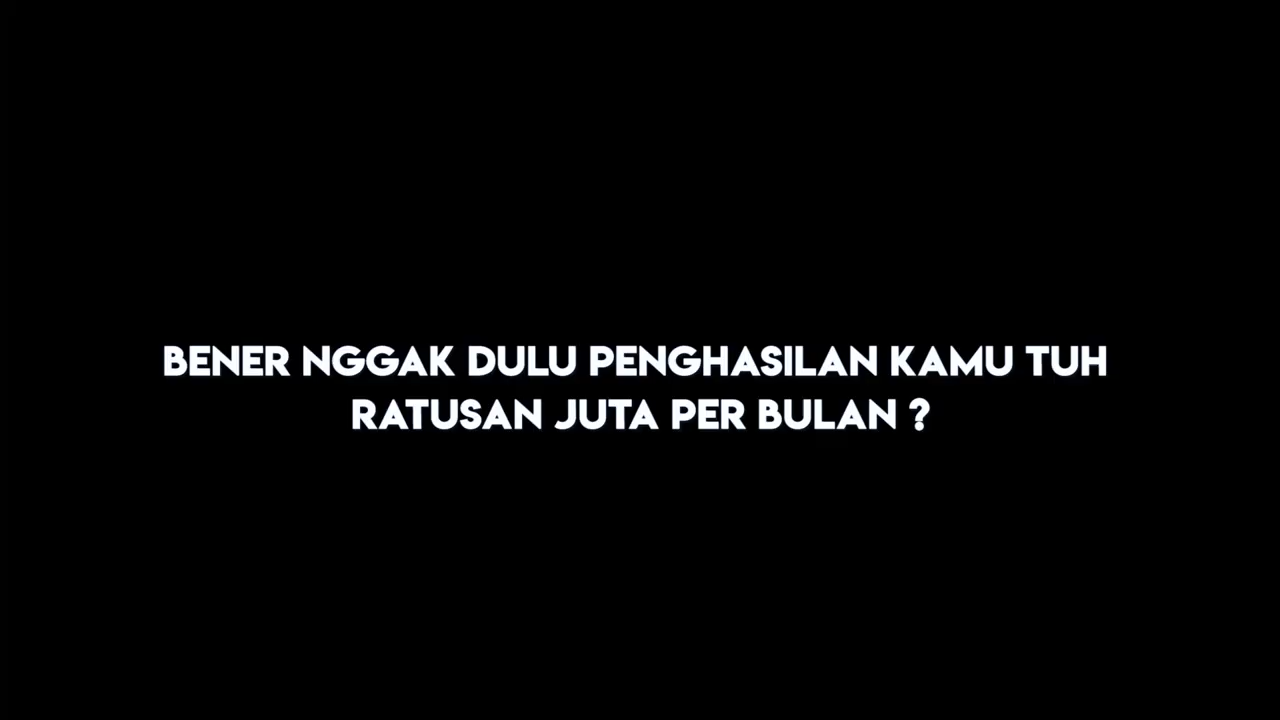 BENER NGGAK DULU PENGHASILAN KAMU TUH
RATUSAN JUTA PER BULAN ?